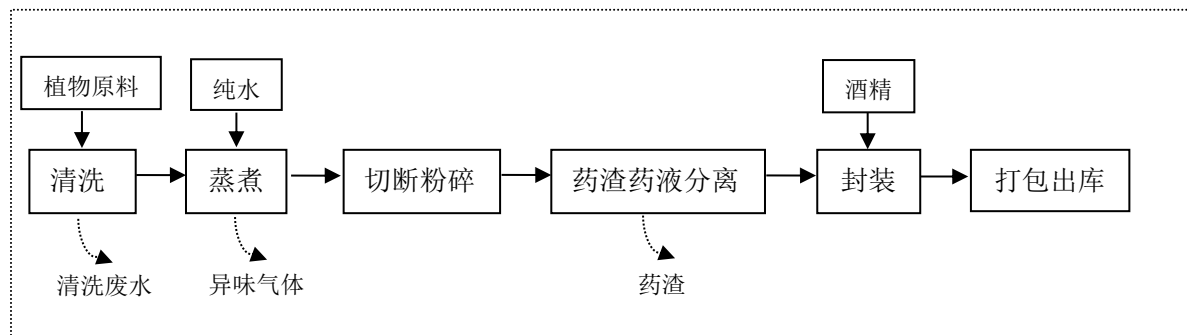 植物原料
纯水
酒精
清洗
蒸煮
切断粉碎
药渣药液分离
封装
打包出库
清洗废水
异味气体
药渣